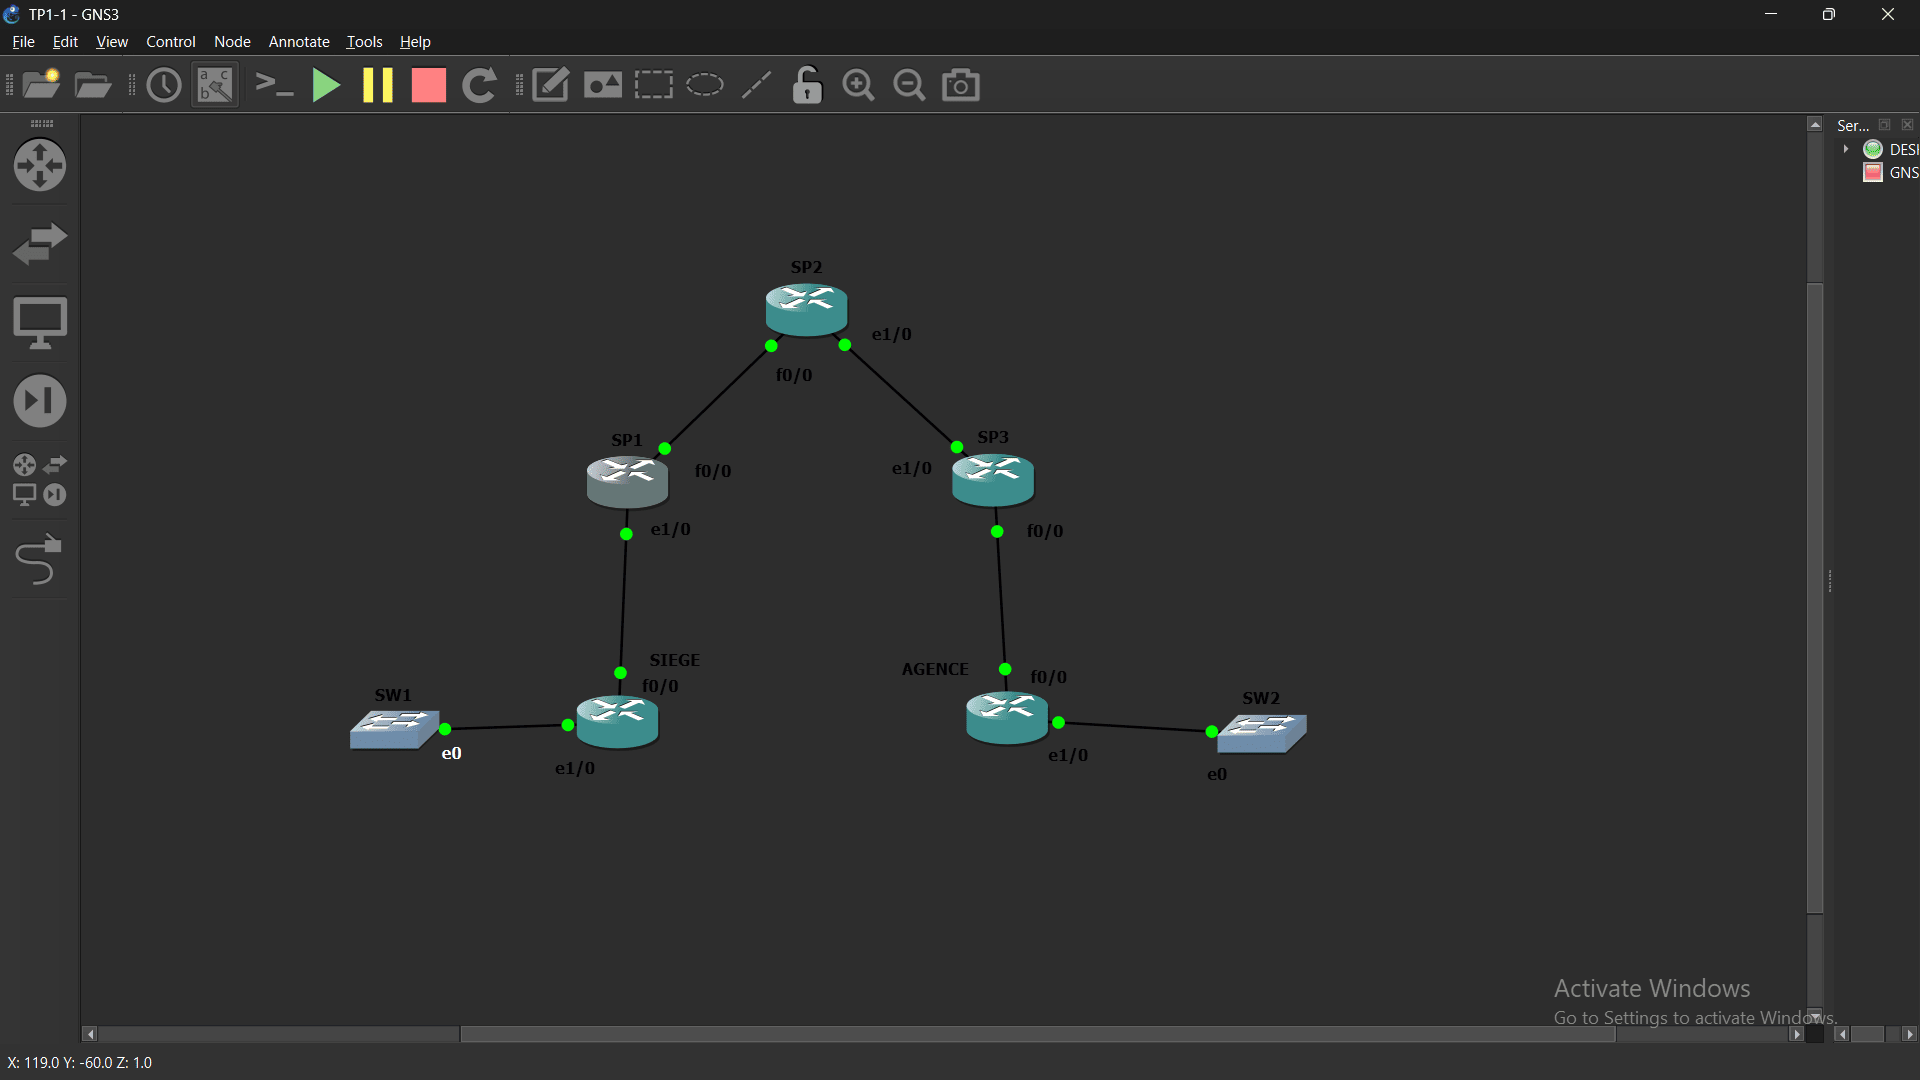 TP1-1 - GNS3
File Edit View Control Node Annotate Tools Help
a c
b
Ser...
DESI
GNS
SP2
e1/0
f0/0
SP1
f0/0
SP3
e1/0
e1/0
f0/0
SIEGE
f0/0
AGENCE
f0/0
SW1
e0
e1/0
SW2
e1/0
e0
Activate Windows
Go to Settings to activate Windows.
X: 119.0 Y: -60.0 Z: 1.0